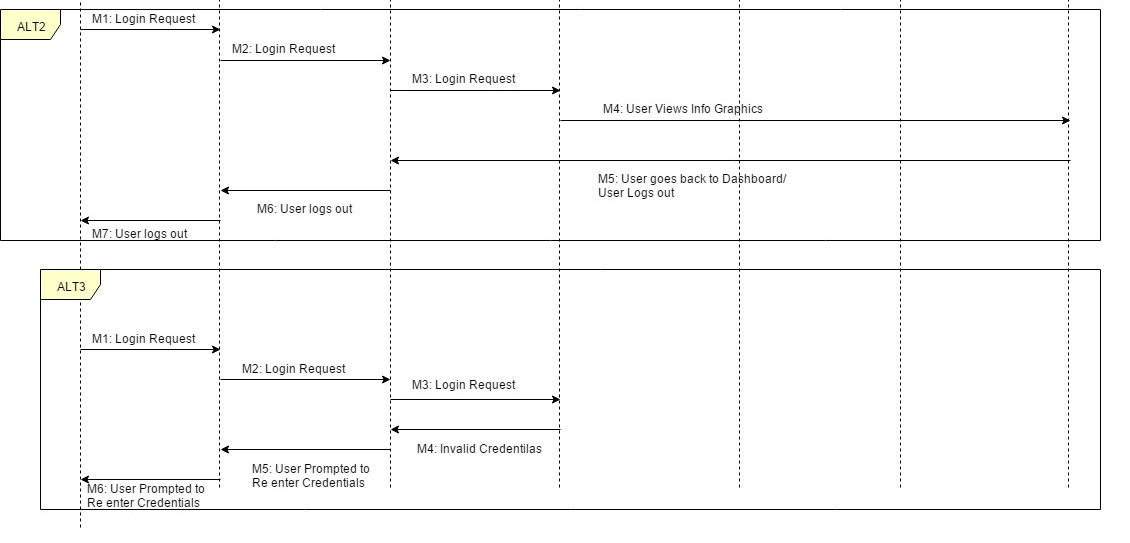 ALT2
M1: Login Request
M2: Login Request
M3: Login Request
M4: User Views Info Graphics
M5: User goes back to Dashboard/
User Logs out
M6: User logs out
M7: User logs out
ALT3
M1: Login Request
M2: Login Request
M3: Login Request
M4: Invalid Credentilas
M5: User Prompted to
Re enter Credentials
M6: User Prompted to
Re enter Credentials